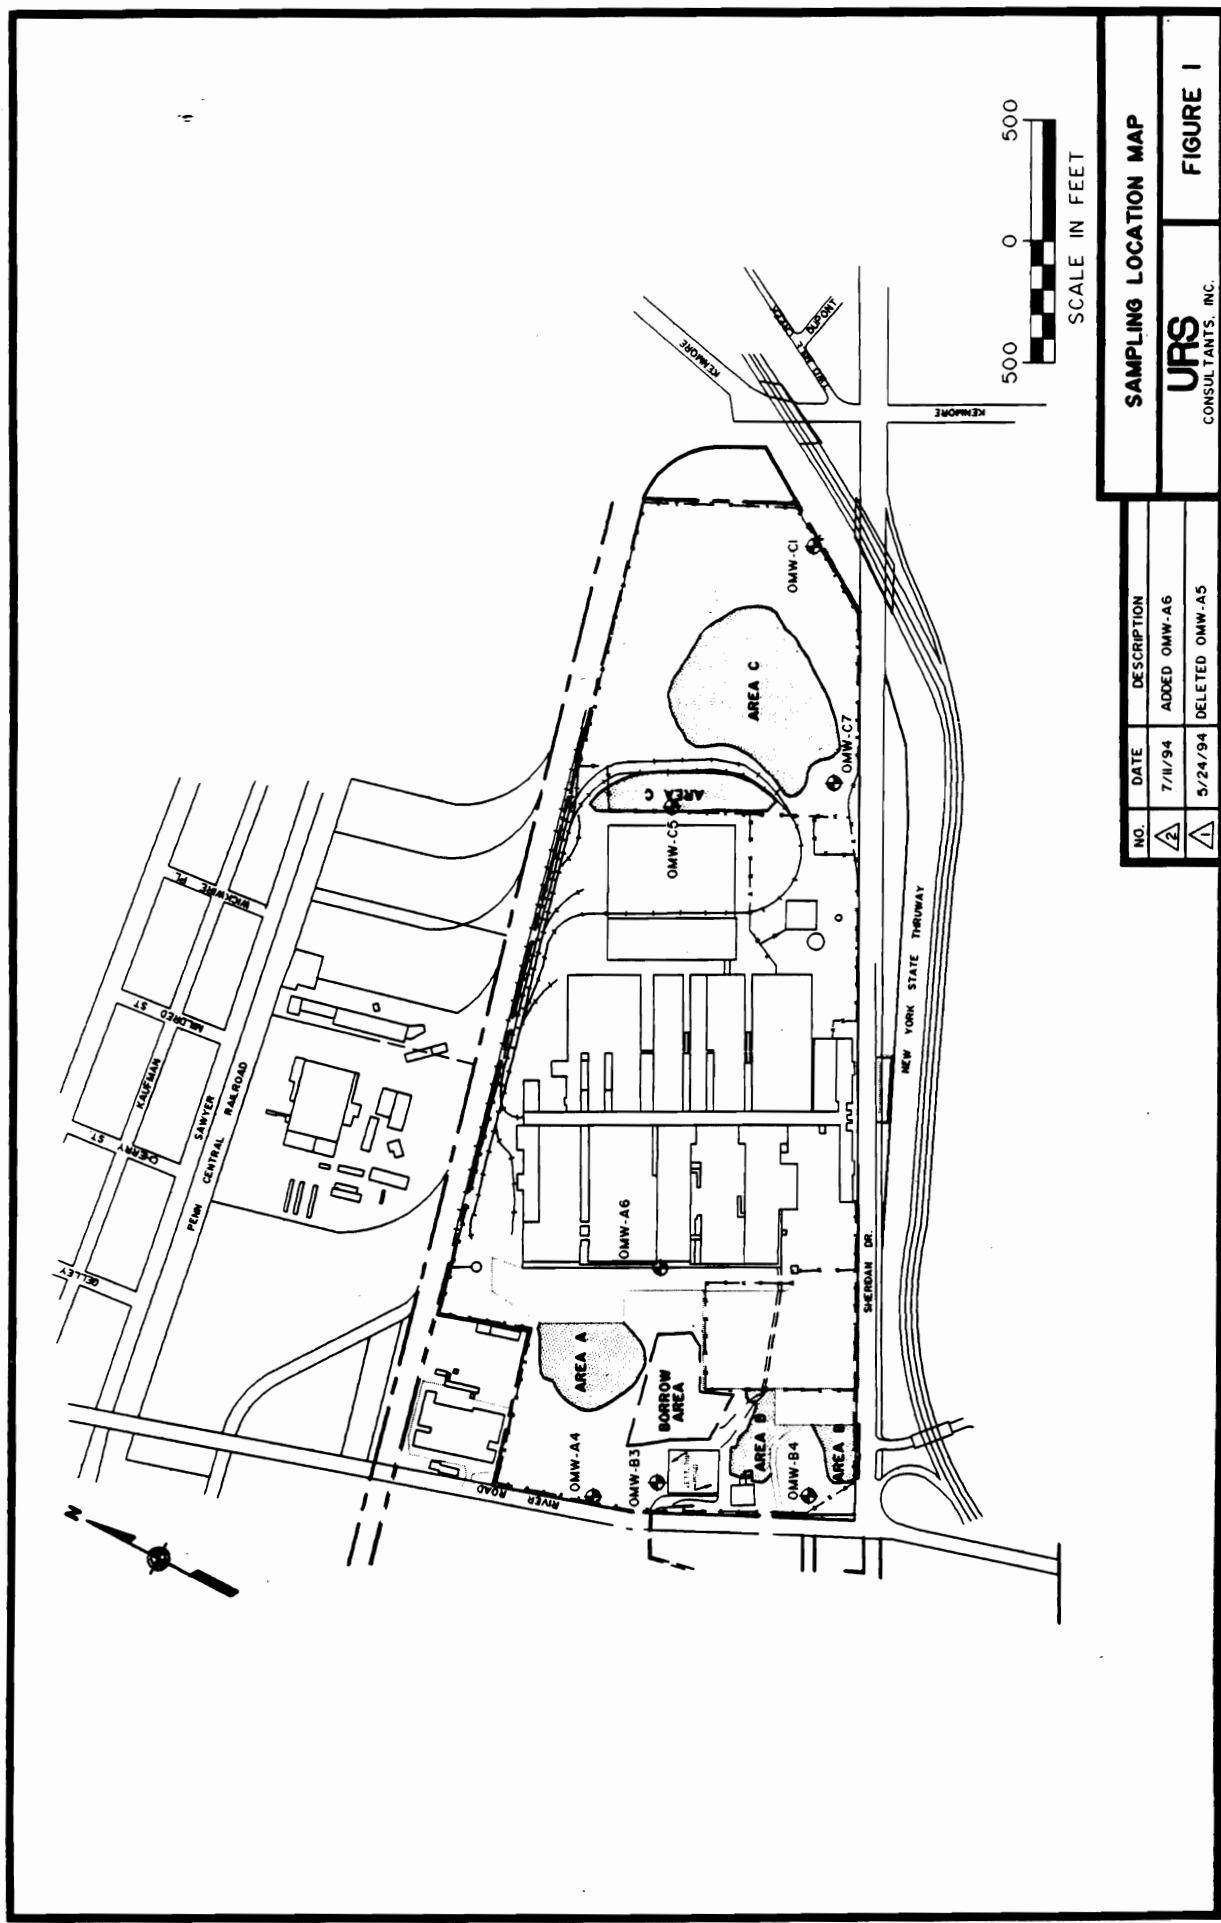 N
WICKWIRE PL
MILDRED ST
KAUFMAN
CHERRY ST
SAWYER
PENN CENTRAL RAILROAD
RIVER ROAD
AREA A
BORROW
AREA
AREA B
AREA B
AREA C
AREA C
OMW-A4
OMW-B3
OMW-B4
OMW-A6
OMW-C5
OMW-C7
OMW-C1
SHERIDAN DR.
NEW YORK STATE THRUWAY
KENMORE
KENMORE
TWO MILE CREEK
DUPONT
500 0 500
SCALE IN FEET
NO. DATE DESCRIPTION
2 7/11/94 ADDED OMW-A6
1 5/24/94 DELETED OMW-A5
SAMPLING LOCATION MAP
URS
CONSULTANTS, INC.
FIGURE 1